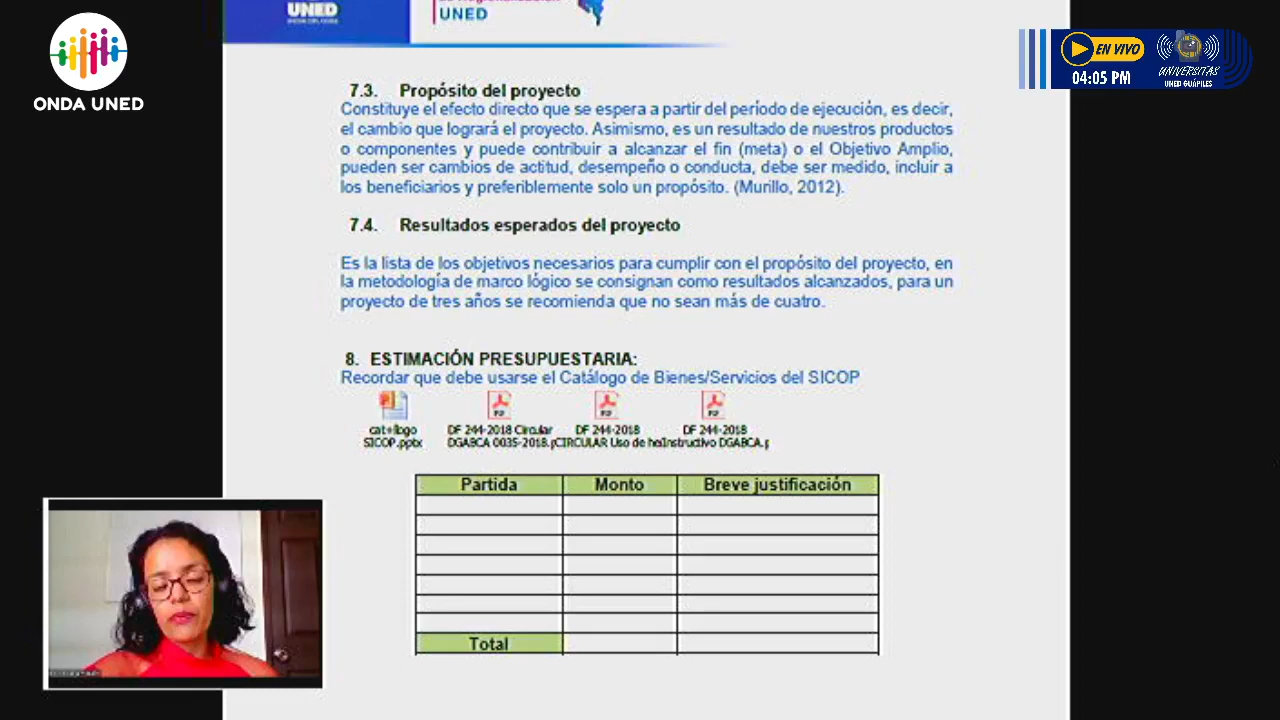 UNED
UNED
ONDA UNED
EN VIVO
04:05 PM
UNIVERSITAS
UNED GUÁPILES
7.3. Propósito del proyecto
Constituye el efecto directo que se espera a partir del período de ejecución, es decir,
el cambio que logrará el proyecto. Asimismo, es un resultado de nuestros productos
o componentes y puede contribuir a alcanzar el fin (meta) o el Objetivo Amplio,
pueden ser cambios de actitud, desempeño o conducta, debe ser medido, incluir a
los beneficiarios y preferiblemente solo un propósito. (Murillo, 2012).
7.4. Resultados esperados del proyecto
Es la lista de los objetivos necesarios para cumplir con el propósito del proyecto, en
la metodología de marco lógico se consignan como resultados alcanzados, para un
proyecto de tres años se recomienda que no sean más de cuatro.
8. ESTIMACIÓN PRESUPUESTARIA:
Recordar que debe usarse el Catálogo de Bienes/Servicios del SICOP
SICOP.pptx
DF 244-2018 Circular
DGABCA 0035-2018.p
DF 244-2018
CIRCULAR Uso de he
DF 244-2018
Instructivo DGABCA.p
Partida Monto Breve justificación
Total